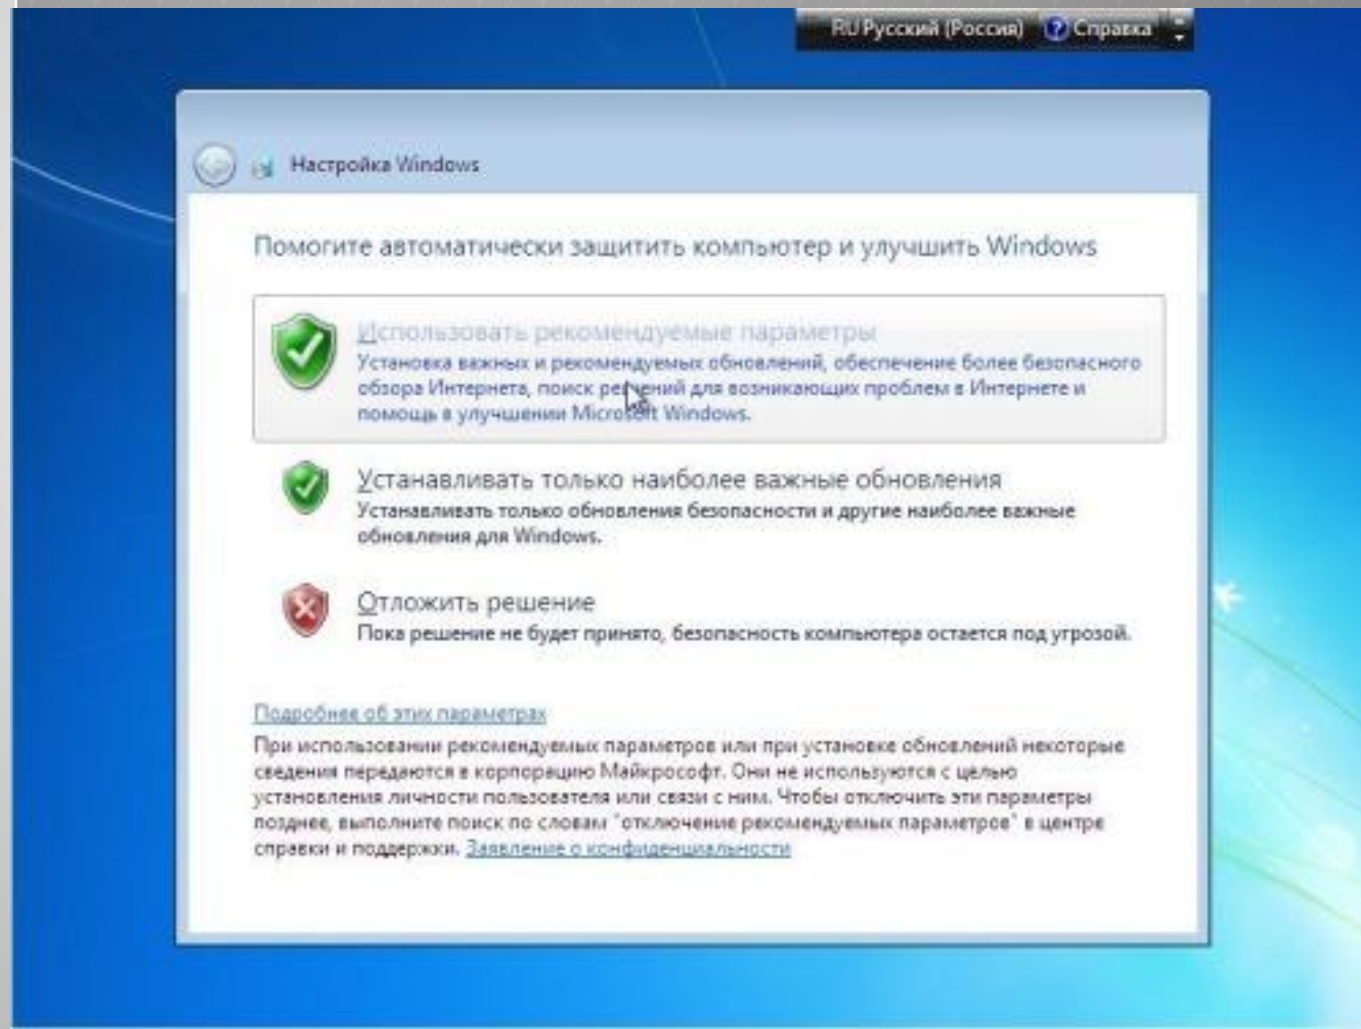 RU Русский (Россия) Справка
Настройка Windows
Помогите автоматически защитить компьютер и улучшить Windows
Использовать рекомендуемые параметры
Установка важных и рекомендуемых обновлений, обеспечение более безопасного
обзора Интернета, поиск решений для возникающих проблем в Интернете и
помощь в улучшении Microsoft Windows.
Устанавливать только наиболее важные обновления
Устанавливать только обновления безопасности и другие наиболее важные
обновления для Windows.
Отложить решение
Пока решение не будет принято, безопасность компьютера остается под угрозой.
Подробнее об этих параметрах
При использовании рекомендуемых параметров или при установке обновлений некоторые
сведения передаются в корпорацию Майкрософт. Они не используются с целью
установления личности пользователя или связи с ним. Чтобы отключить эти параметры
позднее, выполните поиск по словам "отключение рекомендуемых параметров" в центре
справки и поддержки. Заявление о конфиденциальности